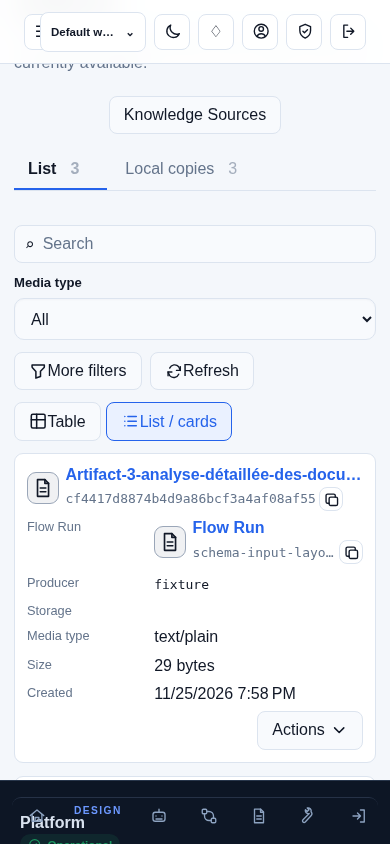 Default w… ⌄
currently available.
Knowledge Sources
List 3 Local copies 3
Search
Media type
All
More filters Refresh
Table List / cards
Artifact-3-analyse-détaillée-des-docu…
cf4417d8874b4d9a86bcf3a4af08af55
Flow Run Flow Run
schema-input-layo…
Producer fixture
Storage
Media type text/plain
Size 29 bytes
Created 11/25/2026 7:58 PM
Actions
DESIGN
Platform
Operational